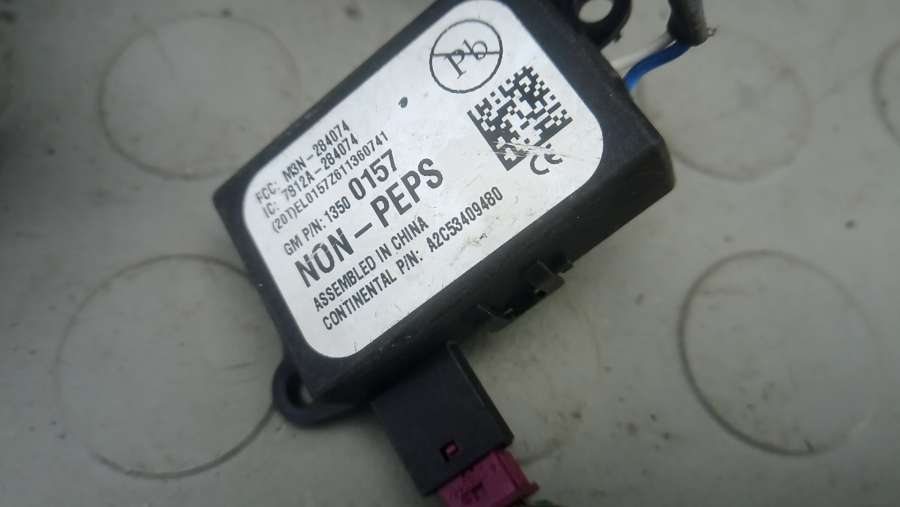 Pb
FCC: M3N-284074
IC: 7812A-284074
(20T)EL0157Z611360741
GM P/N: 1350 0157
NON-PEPS
ASSEMBLED IN CHINA
CONTINENTAL P/N: A2C53409480
CE